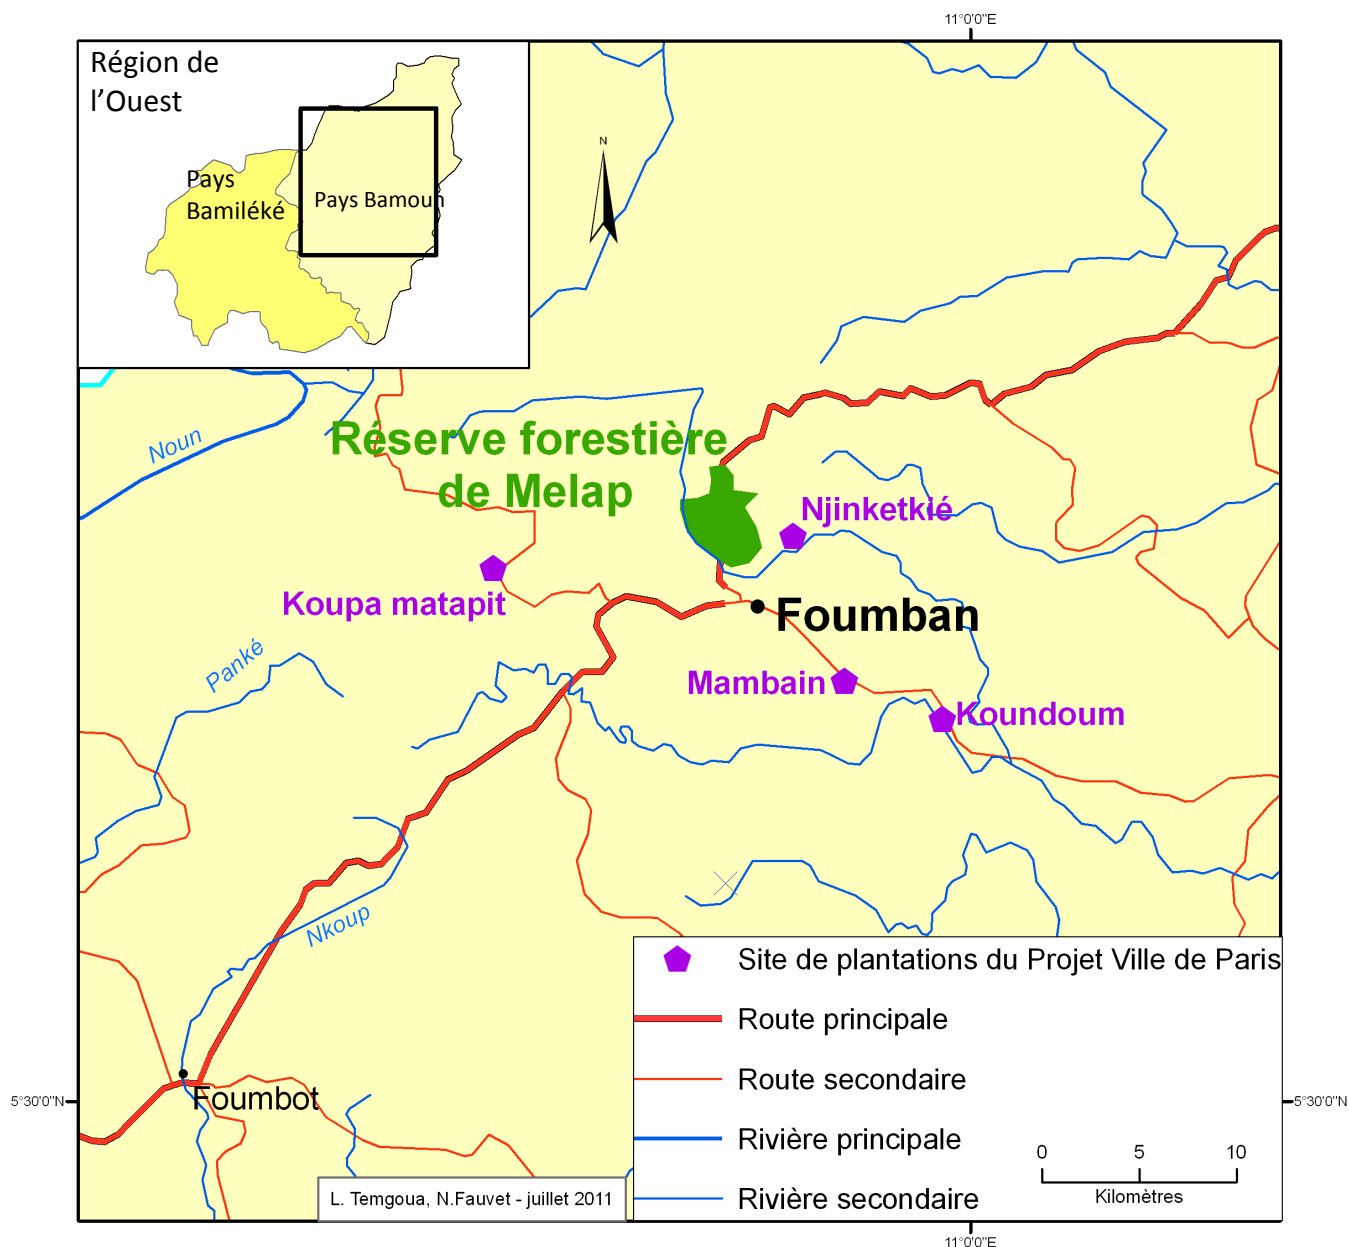 11°0'0"E
Région de
l'Ouest
Pays
Bamiléké
Pays Bamoun
N
Noun
Réserve forestière
de Melap
Njinketkié
Koupa matapit
Foumban
Panké
Mambain
Koundoum
Nkoup
Foumbot
5°30'0"N
5°30'0"N
Site de plantations du Projet Ville de Paris
Route principale
Route secondaire
Rivière principale
Rivière secondaire
0 5 10
Kilomètres
L. Temgoua, N.Fauvet - juillet 2011
11°0'0"E